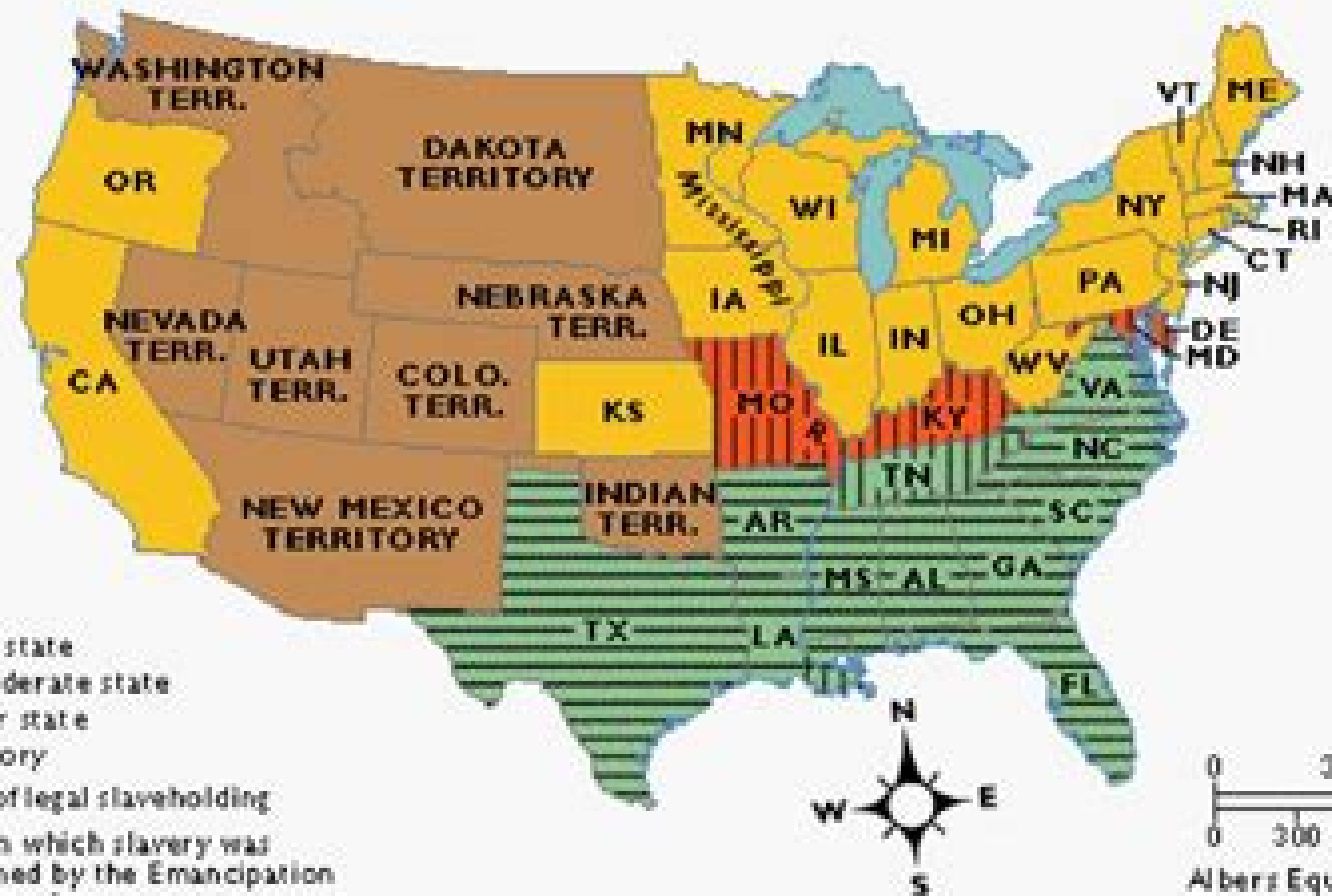 WASHINGTON
TERR.
VT
ME
MN
DAKOTA
TERRITORY
OR
NH
MA
WI
NY
Mississippi
RI
MI
CT
PA
NJ
NEBRASKA
TERR.
IA
OH
NEVADA
TERR.
DE
IL
IN
MD
UTAH
TERR.
WV
COLO.
TERR.
CA
VA
KS
MO
KY
R
NC
TN
INDIAN
TERR.
NEW MEXICO
TERRITORY
AR
SC
MS
AL
GA
TX
LA
FL
state
derate state
r state
ory
of legal slaveholding
n which slavery was
ned by the Emancipation
N
W
E
S
0
3
0
300
Albers Equ